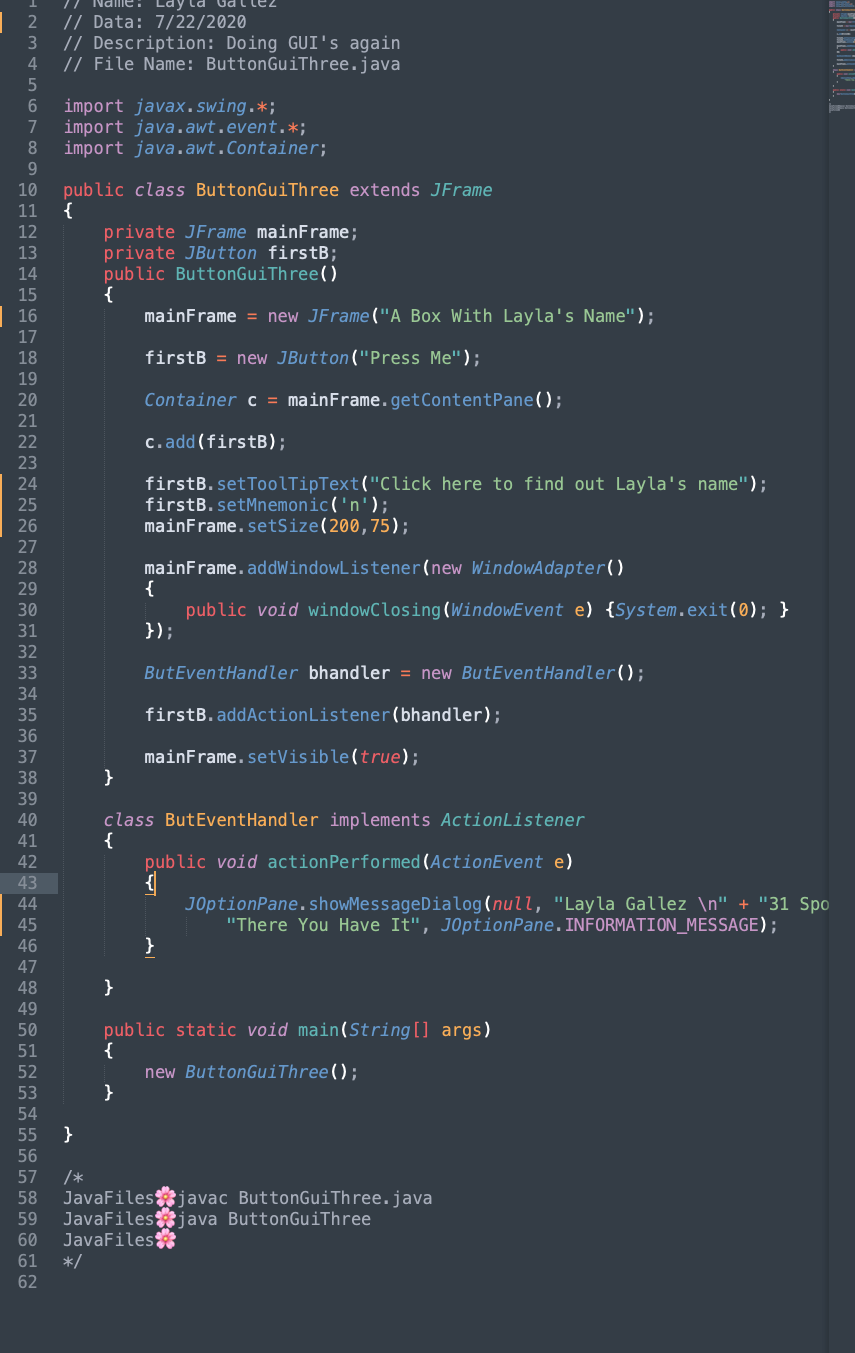 1 // Name: Layla Gallez
2 // Data: 7/22/2020
3 // Description: Doing GUI's again
4 // File Name: ButtonGuiThree.java
5
6 import javax.swing.*;
7 import java.awt.event.*;
8 import java.awt.Container;
9
10 public class ButtonGuiThree extends JFrame
11 {
12     private JFrame mainFrame;
13     private JButton firstB;
14     public ButtonGuiThree()
15     {
16         mainFrame = new JFrame("A Box With Layla's Name");
17
18         firstB = new JButton("Press Me");
19
20         Container c = mainFrame.getContentPane();
21
22         c.add(firstB);
23
24         firstB.setToolTipText("Click here to find out Layla's name");
25         firstB.setMnemonic('n');
26         mainFrame.setSize(200,75);
27
28         mainFrame.addWindowListener(new WindowAdapter()
29         {
30             public void windowClosing(WindowEvent e) {System.exit(0); }
31         });
32
33         ButEventHandler bhandler = new ButEventHandler();
34
35         firstB.addActionListener(bhandler);
36
37         mainFrame.setVisible(true);
38     }
39
40     class ButEventHandler implements ActionListener
41     {
42         public void actionPerformed(ActionEvent e)
43         {
44             JOptionPane.showMessageDialog(null, "Layla Gallez \n" + "31 Spo
45                 "There You Have It", JOptionPane.INFORMATION_MESSAGE);
46         }
47
48     }
49
50     public static void main(String[] args)
51     {
52         new ButtonGuiThree();
53     }
54
55 }
56
57 /*
58 JavaFiles🌸javac ButtonGuiThree.java
59 JavaFiles🌸java ButtonGuiThree
60 JavaFiles🌸
61 */
62